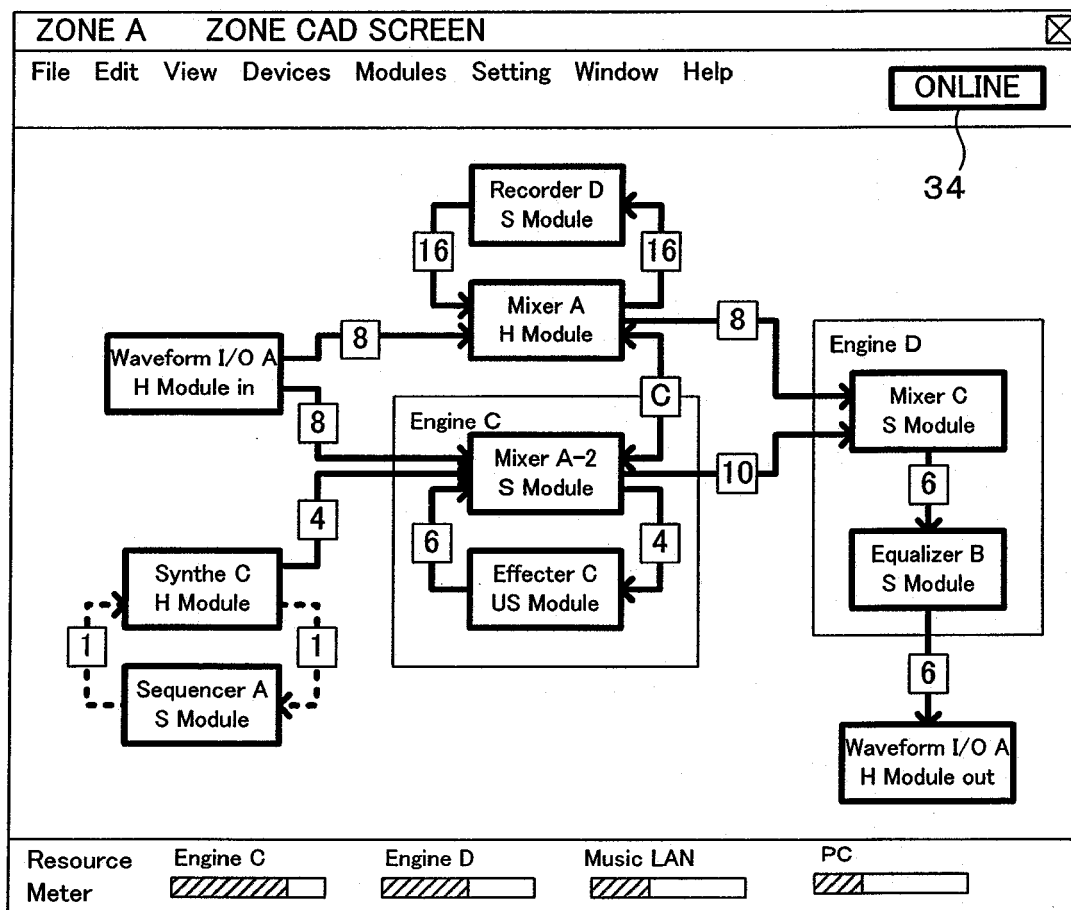 ZONE A ZONE CAD SCREEN
File Edit View Devices Modules Setting Window Help
ONLINE
34
Recorder D
S Module
16
16
Mixer A
H Module
8
8
Waveform I/O A
H Module in
8
C
Engine D
Mixer C
S Module
Engine C
Mixer A-2
S Module
10
6
4
6
4
Synthe C
H Module
Effecter C
US Module
Equalizer B
S Module
1
1
Sequencer A
S Module
6
Waveform I/O A
H Module out
Resource
Meter
Engine C
Engine D
Music LAN
PC